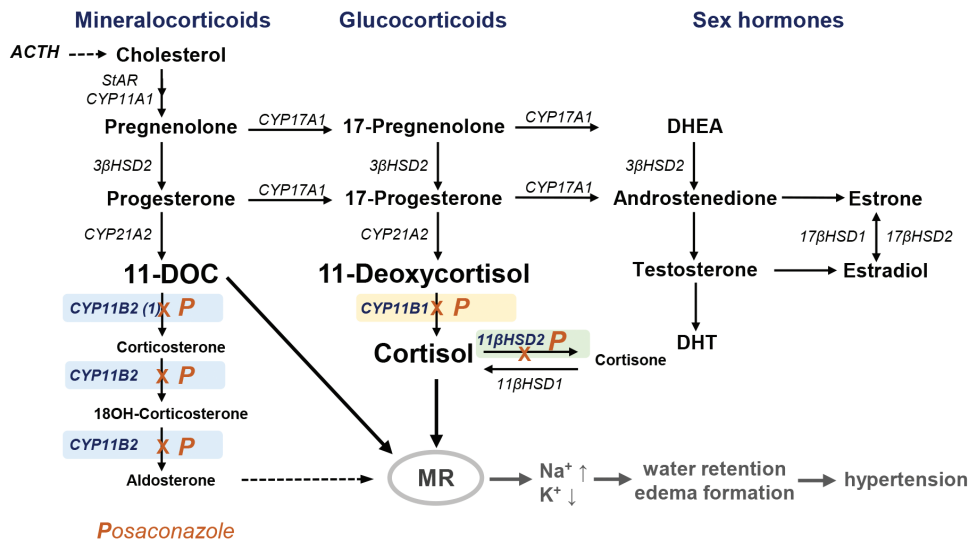 Mineralocorticoids Glucocorticoids Sex hormones
ACTH Cholesterol
StAR
CYP11A1
Pregnenolone CYP17A1 17-Pregnenolone CYP17A1 DHEA
3βHSD2 3βHSD2 3βHSD2
Progesterone CYP17A1 17-Progesterone CYP17A1 Androstenedione Estrone
CYP21A2 CYP21A2 17βHSD1 17βHSD2
11-DOC 11-Deoxycortisol Testosterone Estradiol
CYP11B2 (1) X P CYP11B1 X P
Corticosterone Cortisol 11βHSD2 P X Cortisone DHT
11βHSD1
CYP11B2 X P
18OH-Corticosterone
CYP11B2 X P
Aldosterone MR Na⁺ ↑ water retention hypertension
K⁺ ↓ edema formation
Posaconazole